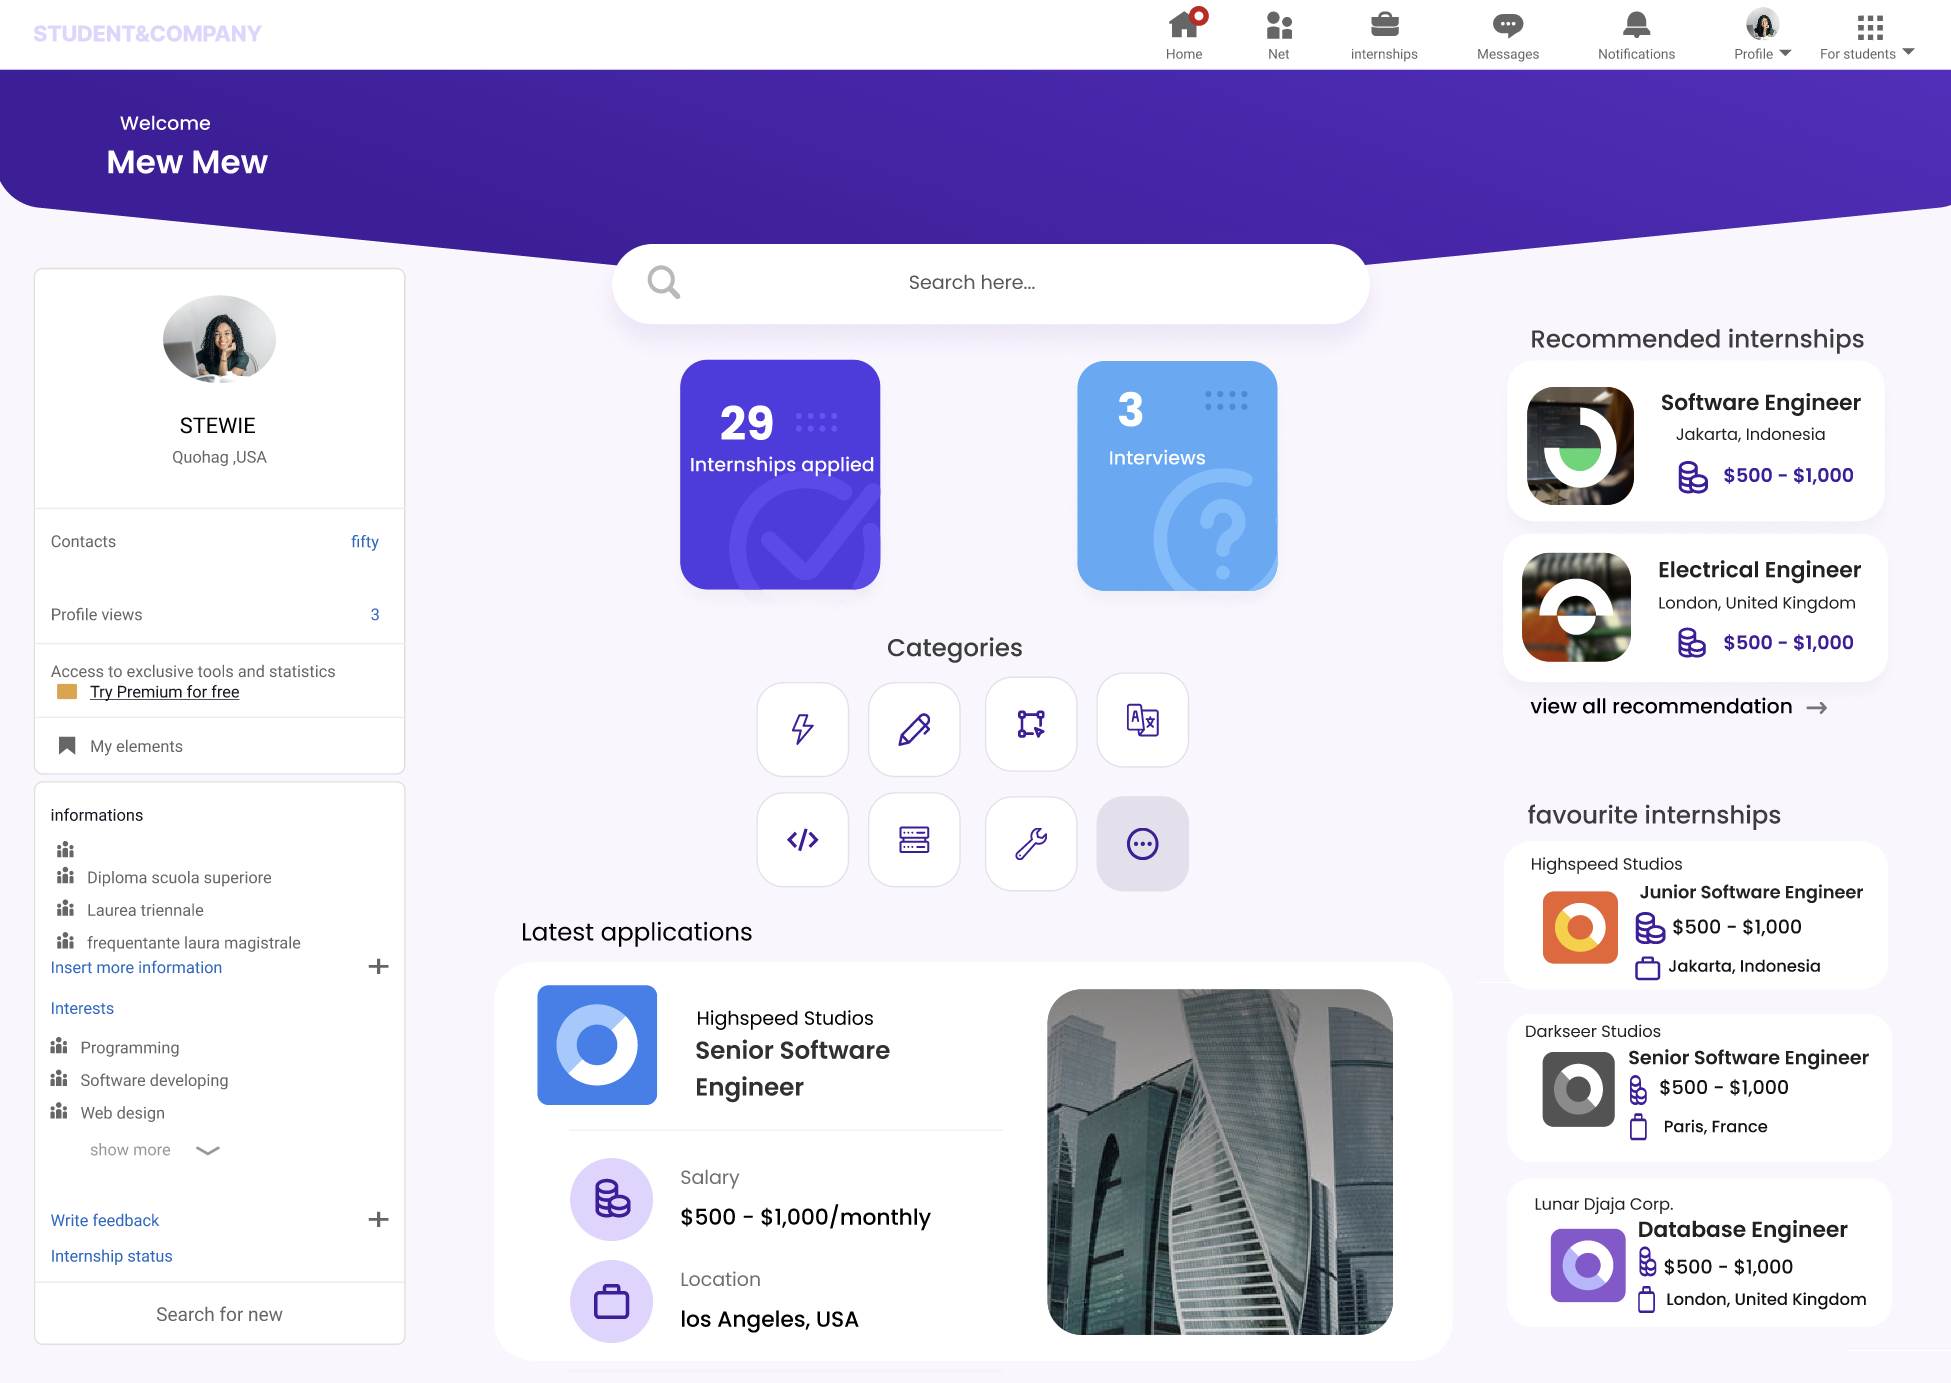 STUDENT&COMPANY
Home
Net
internships
Messages
Notifications
Profile
For students
Welcome
Mew Mew
Search here...
STEWIE
Quohag ,USA
Contacts
fifty
Profile views
3
Access to exclusive tools and statistics
Try Premium for free
My elements
informations
Diploma scuola superiore
Laurea triennale
frequentante laura magistrale
Insert more information
Interests
Programming
Software developing
Web design
show more
Write feedback
Internship status
Search for new
29
Internships applied
3
Interviews
Categories
Latest applications
Highspeed Studios
Senior Software
Engineer
Salary
$500 - $1,000/monthly
Location
los Angeles, USA
Recommended internships
Software Engineer
Jakarta, Indonesia
$500 - $1,000
Electrical Engineer
London, United Kingdom
$500 - $1,000
view all recommendation
favourite internships
Highspeed Studios
Junior Software Engineer
$500 - $1,000
Jakarta, Indonesia
Darkseer Studios
Senior Software Engineer
$500 - $1,000
Paris, France
Lunar Djaja Corp.
Database Engineer
$500 - $1,000
London, United Kingdom